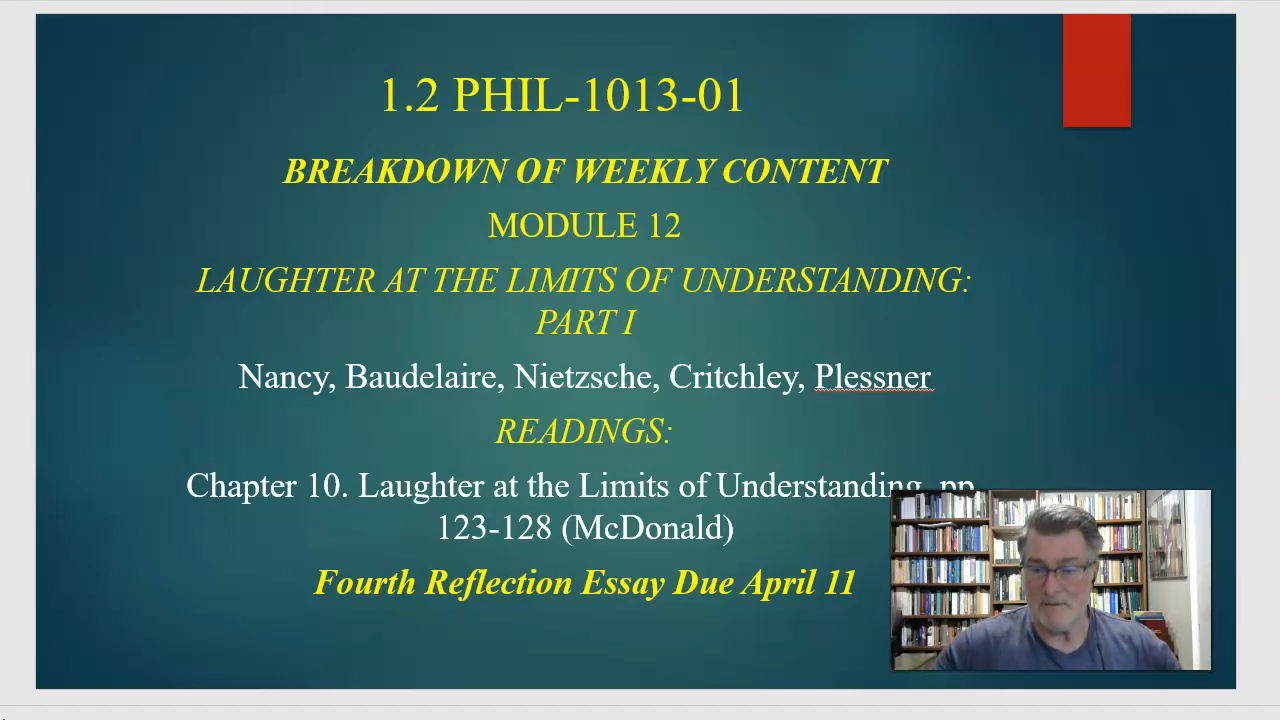 1.2 PHIL-1013-01
BREAKDOWN OF WEEKLY CONTENT
MODULE 12
LAUGHTER AT THE LIMITS OF UNDERSTANDING:
PART I
Nancy, Baudelaire, Nietzsche, Critchley, Plessner
READINGS:
Chapter 10. Laughter at the Limits of Understanding, pp.
123-128 (McDonald)
Fourth Reflection Essay Due April 11